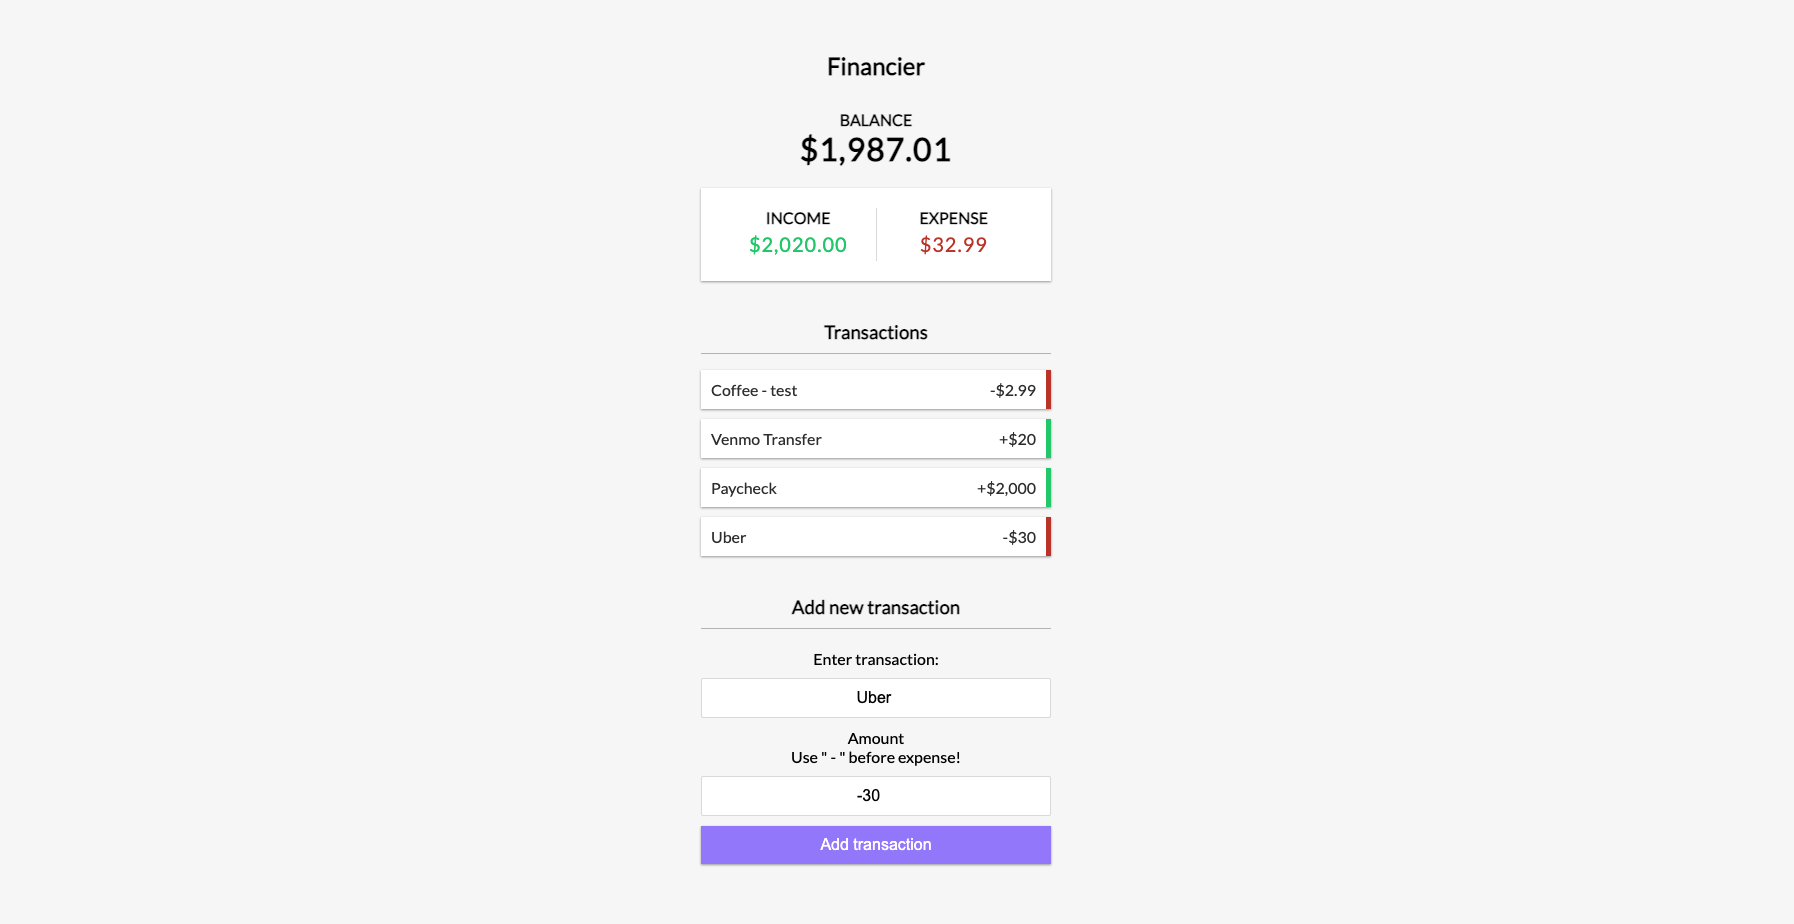 Financier
BALANCE
$1,987.01
INCOME EXPENSE
$2,020.00 $32.99
Transactions
Coffee - test -$2.99
Venmo Transfer +$20
Paycheck +$2,000
Uber -$30
Add new transaction
Enter transaction:
Uber
Amount
Use " - " before expense!
-30
Add transaction